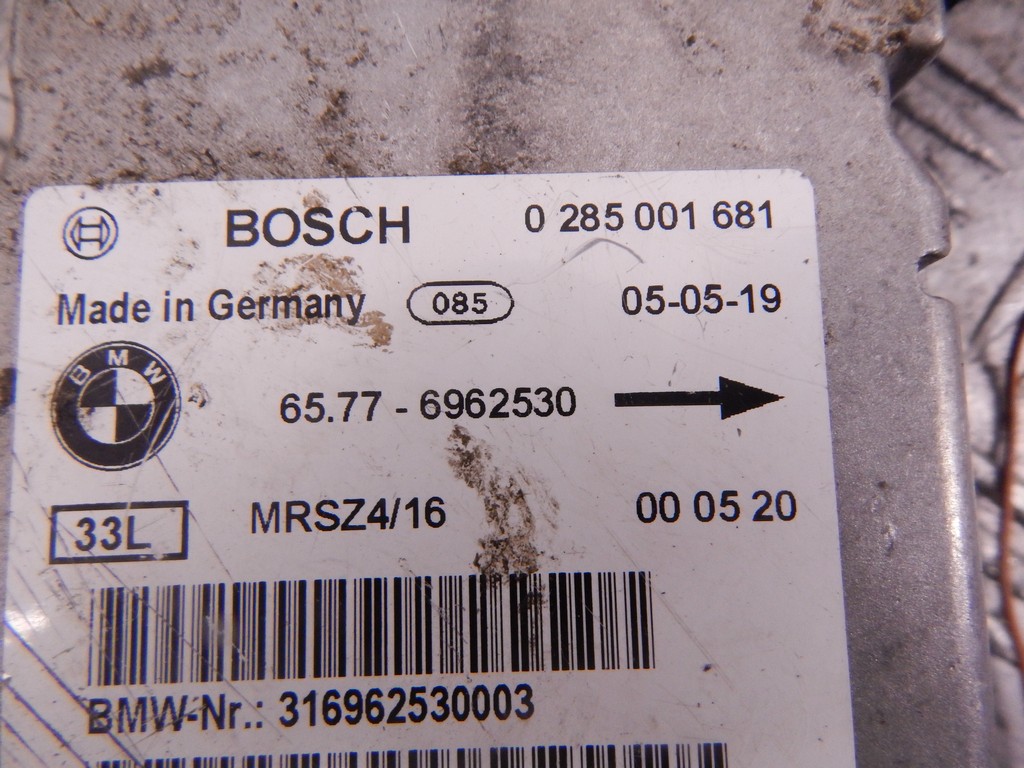 BOSCH 0 285 001 681
Made in Germany 085 05-05-19
BMW 65.77 - 6962530
33L MRSZ4/16 00 05 20
BMW-Nr.: 316962530003